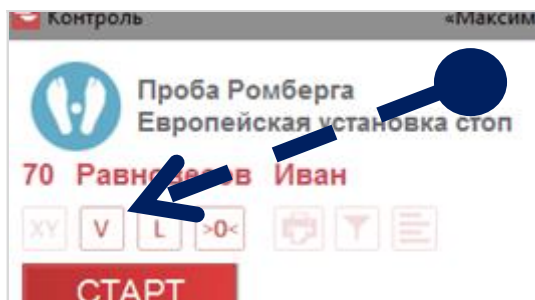 Контроль «Максим
Проба Ромберга
Европейская установка стоп
70 Равновесов Иван
XY V L >0<
СТАРТ